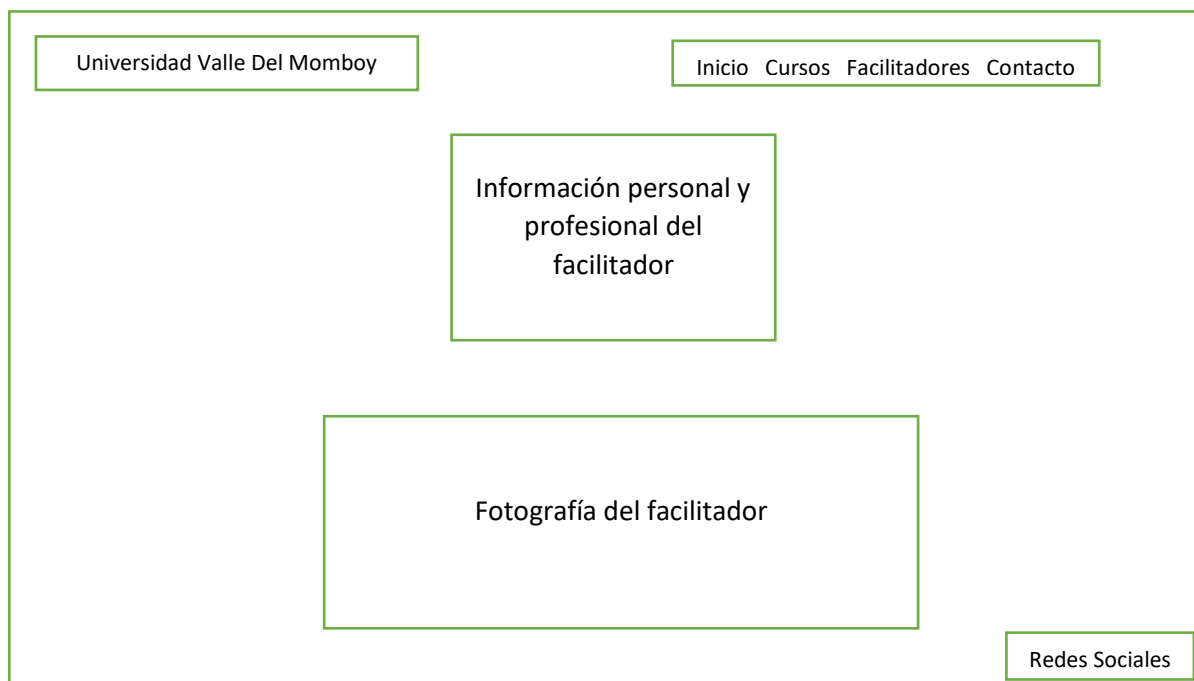 Universidad Valle Del Momboy
Inicio Cursos Facilitadores Contacto
Información personal y
profesional del
facilitador
Fotografía del facilitador
Redes Sociales